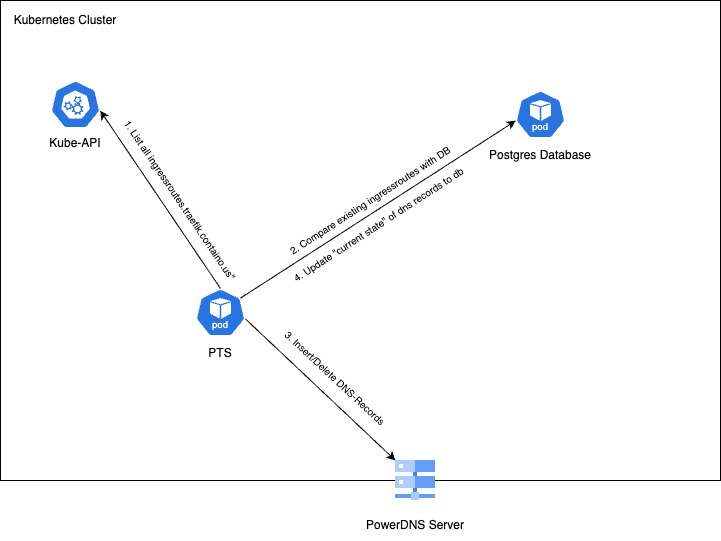 Kubernetes Cluster
Kube-API
1. List all ingressroutes.traefik.containo.us"
pod
Postgres Database
2. Compare existing ingressroutes with DB
4. Update "current state" of dns records to db
pod
PTS
3. Insert/Delete DNS-Records
PowerDNS Server